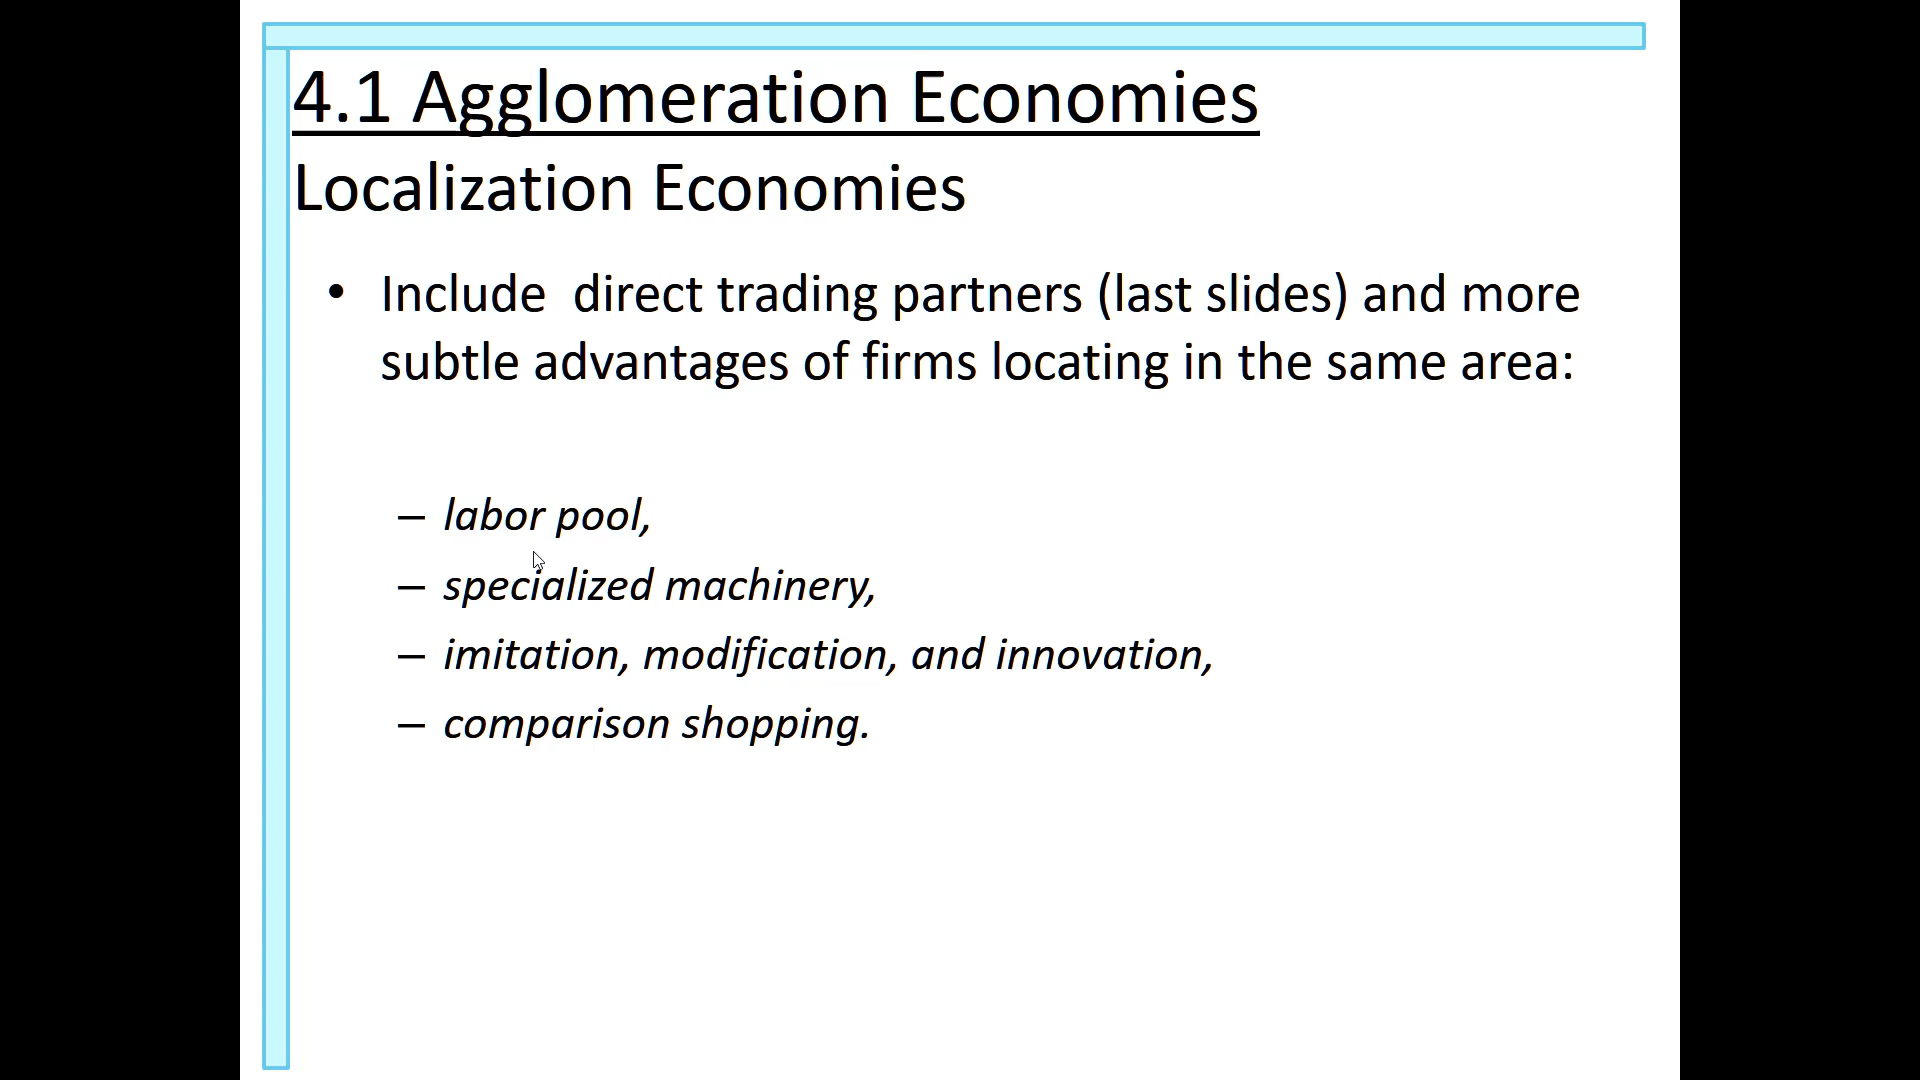 4.1 Agglomeration Economies
Localization Economies
• Include  direct trading partners (last slides) and more
subtle advantages of firms locating in the same area:
– labor pool,
– specialized machinery,
– imitation, modification, and innovation,
– comparison shopping.